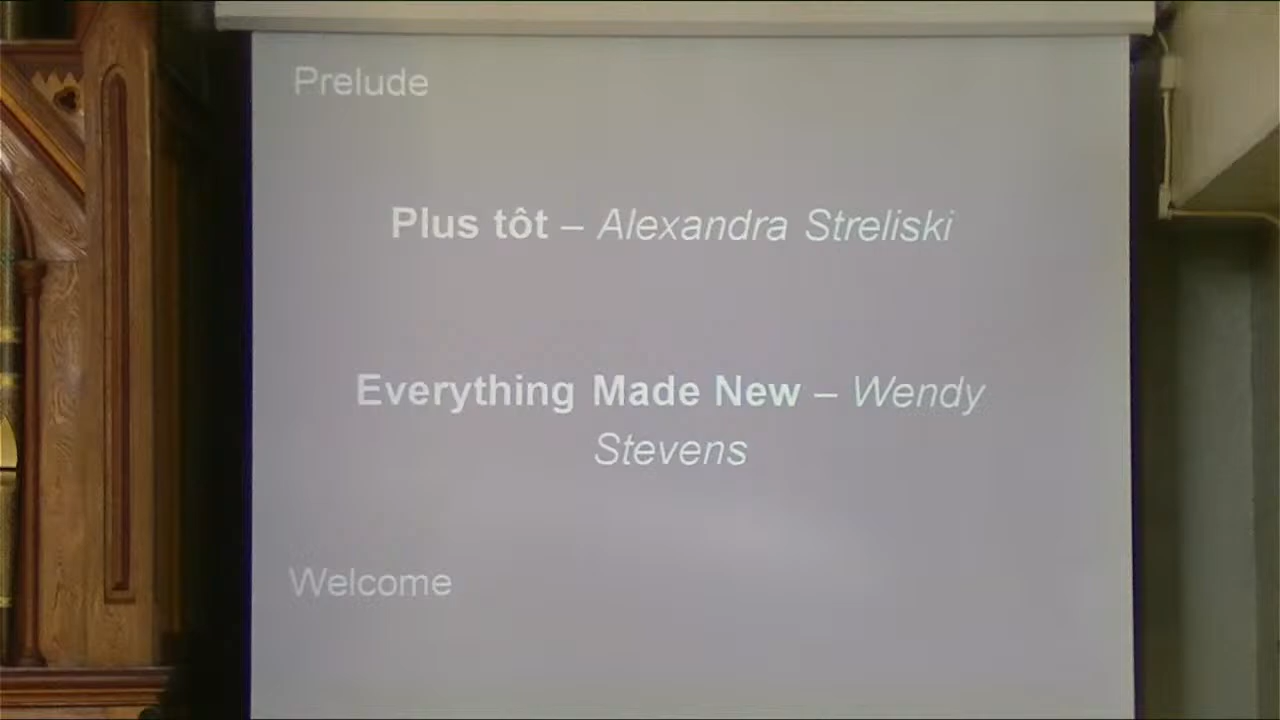 Prelude
Plus tôt – Alexandra Streliski
Everything Made New – Wendy
Stevens
Welcome